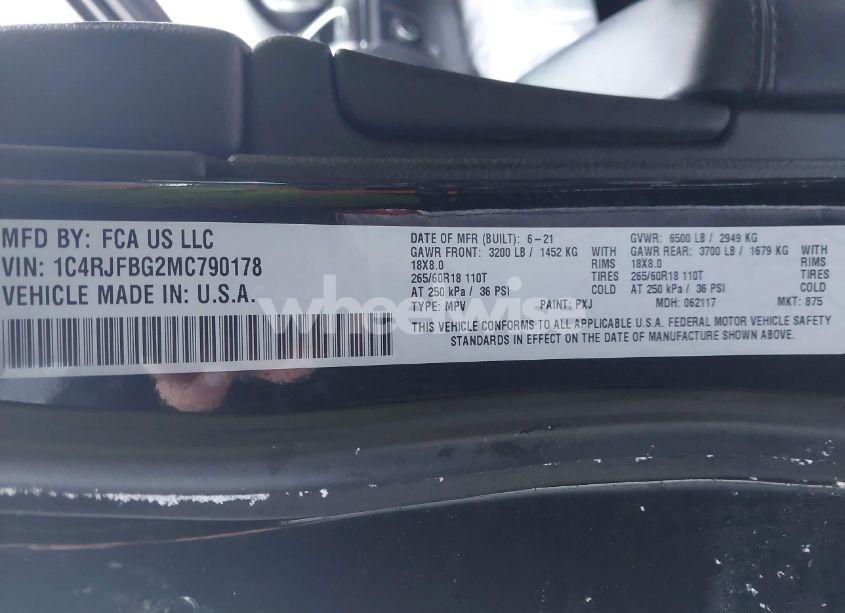 MFD BY: FCA US LLC
VIN: 1C4RJFBG2MC790178
VEHICLE MADE IN: U.S.A.
DATE OF MFR (BUILT): 6-21
GAWR FRONT: 3200 LB / 1452 KG WITH
18X8.0 RIMS
265/60R18 110T TIRES
AT 250 kPa / 36 PSI COLD
TYPE: MPV PAINT: PXJ
GVWR: 6500 LB / 2949 KG
GAWR REAR: 3700 LB / 1679 KG WITH
18X8.0 RIMS
265/60R18 110T TIRES
AT 250 kPa / 36 PSI COLD
MDH: 062117 MKT: 875
THIS VEHICLE CONFORMS TO ALL APPLICABLE U.S.A. FEDERAL MOTOR VEHICLE SAFETY
STANDARDS IN EFFECT ON THE DATE OF MANUFACTURE SHOWN ABOVE.
wheelwise